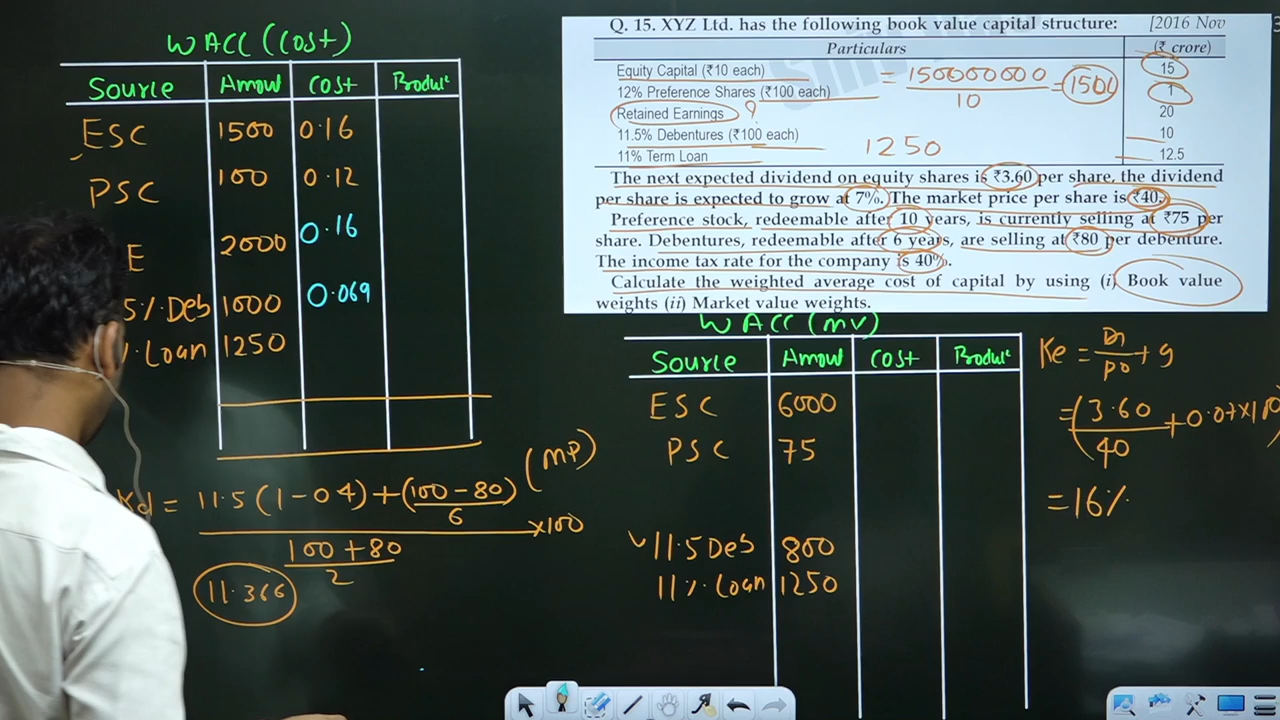 WACC (Cost)
Source Amoun Cost Produc
ESC 1500 0.16
PSC 100 0.12
E 2000 0.16
5% Deb 1000 0.069
% Loan 1250
Kd = 11.5 (1-0 4) + (100-80) (MP)
6
×100
100 + 80
2
11.366
Q. 15. XYZ Ltd. has the following book value capital structure: [2016 Nov
Particulars (₹ crore)
Equity Capital (₹10 each) = 150000000 = 1500 15
10
12% Preference Shares (₹100 each) 1
Retained Earnings ? 20
11.5% Debentures (₹100 each) 10
11% Term Loan 1250 12.5
The next expected dividend on equity shares is ₹3.60 per share, the dividend
per share is expected to grow at 7%. The market price per share is ₹40.
Preference stock, redeemable after 10 years, is currently selling at ₹75 per
share. Debentures, redeemable after 6 years, are selling at ₹80 per debenture.
The income tax rate for the company is 40%.
Calculate the weighted average cost of capital by using (i) Book value
weights (ii) Market value weights.
WACC (MV)
Source Amoun Cost Produc
ESC 6000
PSC 75
11.5 Deb 800
11% Loan 1250
Ke = D1 + g
P0
= (3.60 + 0.07×100
40
= 16%